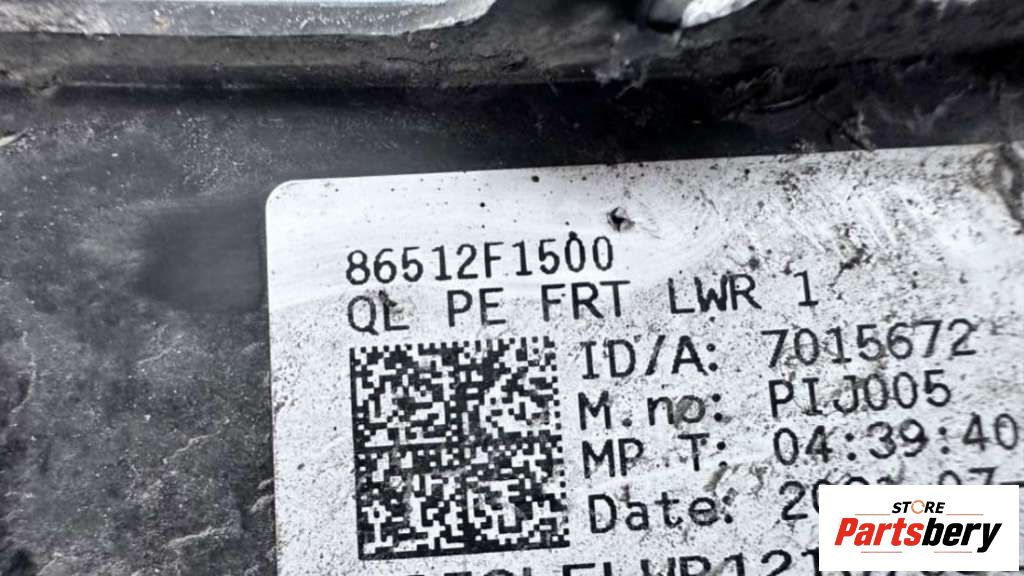 86512F1500
QL PE FRT LWR 1
ID/A: 7015672
M.no: PIJ005
MP T: 04:39:40
Date:
STORE
Partsbery